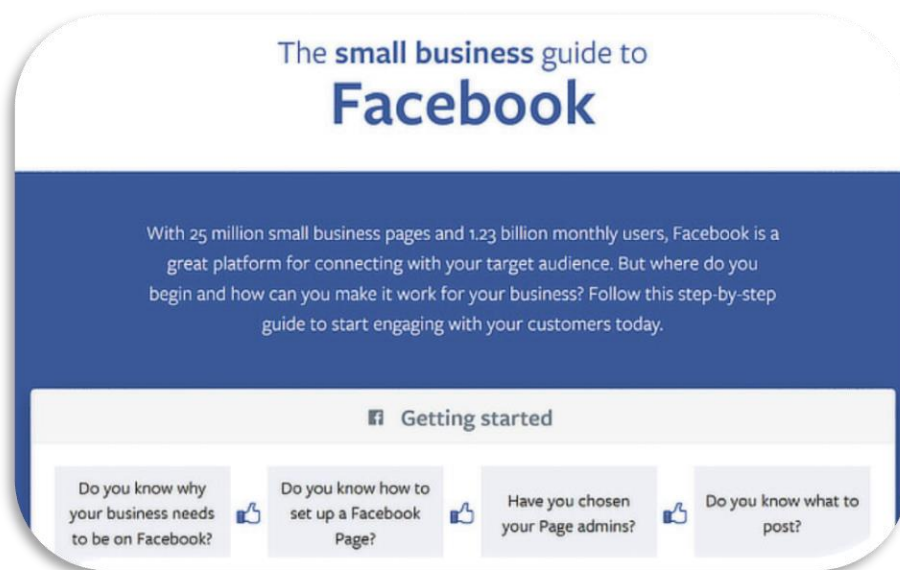 The small business guide to
Facebook
With 25 million small business pages and 1.23 billion monthly users, Facebook is a
great platform for connecting with your target audience. But where do you
begin and how can you make it work for your business? Follow this step-by-step
guide to start engaging with your customers today.
Getting started
Do you know why
your business needs
to be on Facebook?
Do you know how to
set up a Facebook
Page?
Have you chosen
your Page admins?
Do you know what to
post?